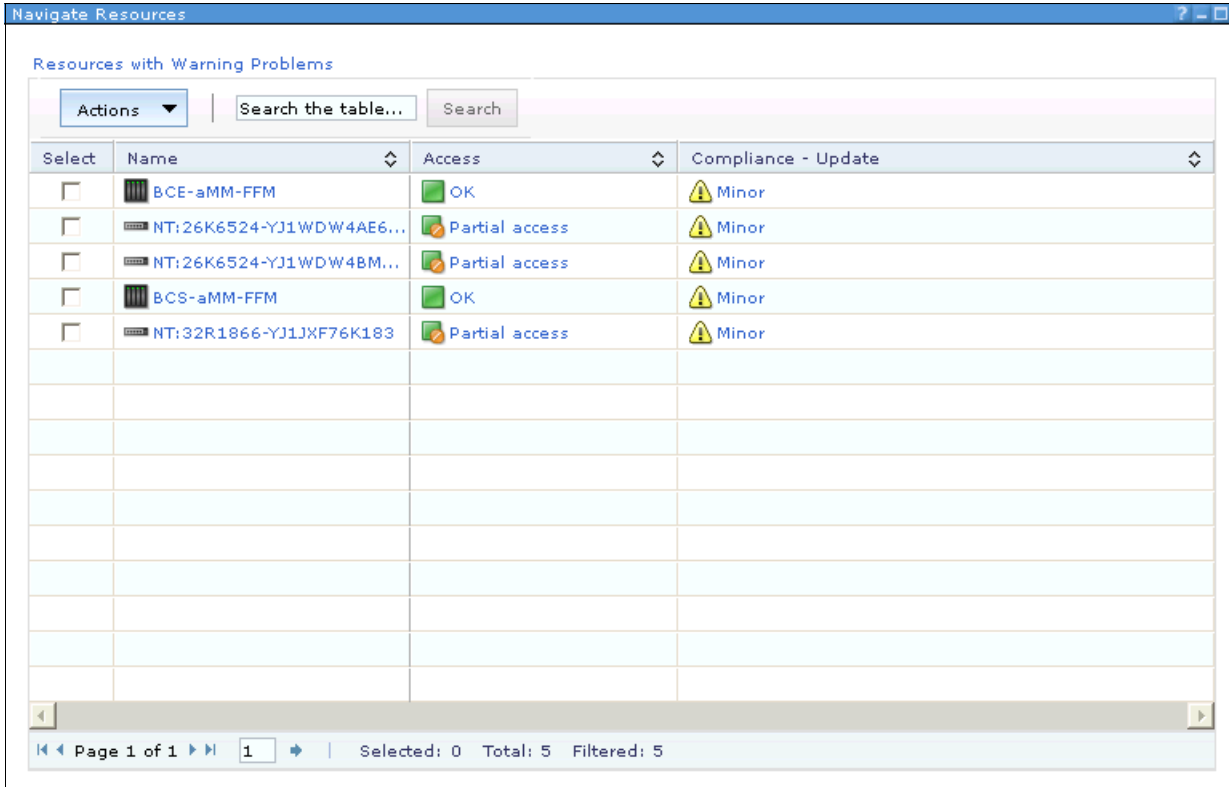 Navigate Resources ?
Resources with Warning Problems
Actions Search the table... Search
Select Name Access Compliance - Update
BCE-aMM-FFM OK Minor
NT:26K6524-YJ1WDW4AE6... Partial access Minor
NT:26K6524-YJ1WDW4BM... Partial access Minor
BCS-aMM-FFM OK Minor
NT:32R1866-YJ1JXF76K183 Partial access Minor
Page 1 of 1 1 | Selected: 0 Total: 5 Filtered: 5